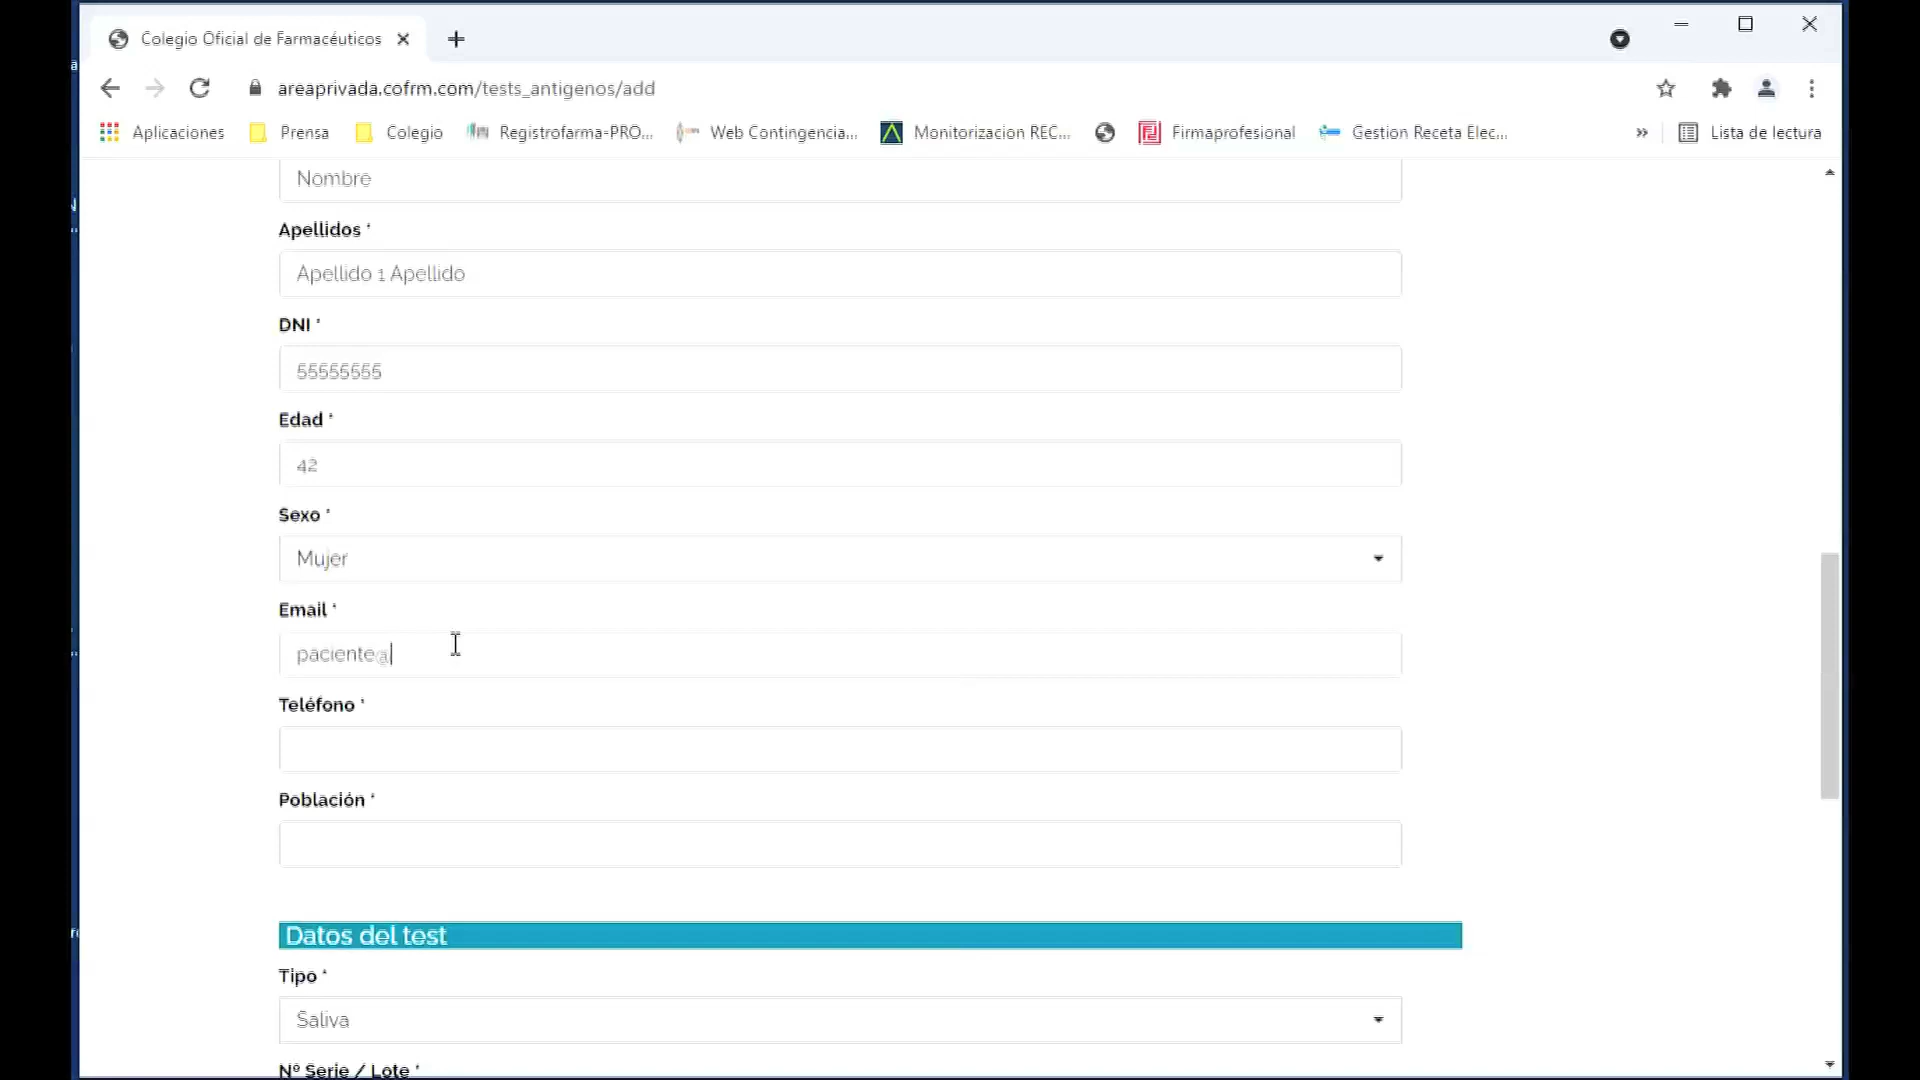 Colegio Oficial de Farmacéuticos
areaprivada.cofrm.com/tests_antigenos/add
Aplicaciones Prensa Colegio Registrofarma-PRO... Web Contingencia... Monitorizacion REC... Firmaprofesional Gestion Receta Elec... » Lista de lectura
Nombre
Apellidos *
Apellido 1 Apellido
DNI *
55555555
Edad *
42
Sexo *
Mujer
Email *
paciente@
Teléfono *
Población *
Datos del test
Tipo *
Saliva
Nº Serie / Lote *